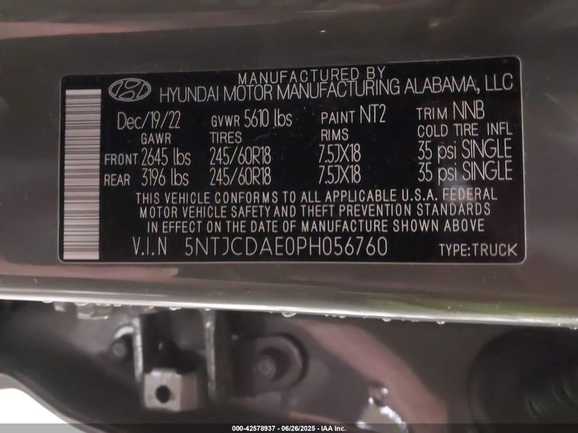 MANUFACTURED BY
HYUNDAI MOTOR MANUFACTURING ALABAMA, LLC
Dec/19/22 GVWR 5610 lbs PAINT NT2 TRIM NNB
GAWR TIRES RIMS COLD TIRE INFL
FRONT 2645 lbs 245/60R18 7.5JX18 35 psi SINGLE
REAR 3196 lbs 245/60R18 7.5JX18 35 psi SINGLE
THIS VEHICLE CONFORMS TO ALL APPLICABLE U.S.A. FEDERAL
MOTOR VEHICLE SAFETY AND THEFT PREVENTION STANDARDS
IN EFFECT ON THE DATE OF MANUFACTURE SHOWN ABOVE
V.I.N 5NTJCDAE0PH056760 TYPE:TRUCK
000-42578937 - 06/26/2025 - IAA Inc.